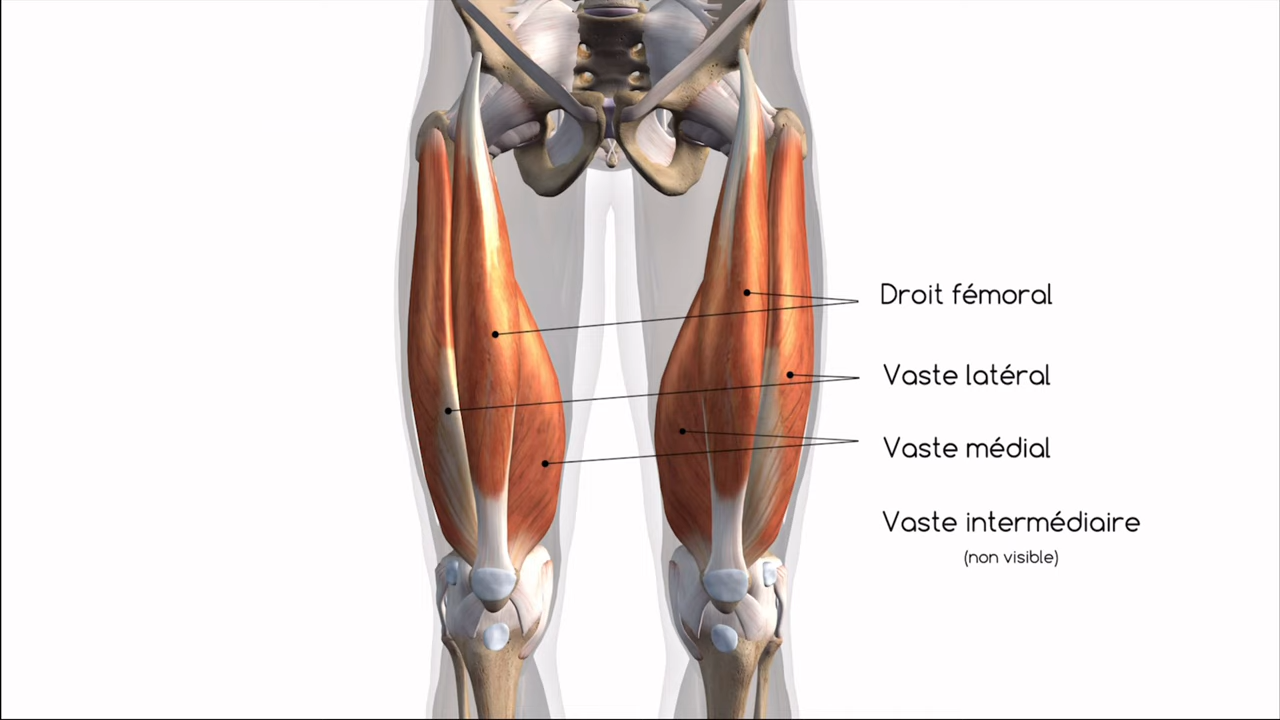 Droit fémoral
Vaste latéral
Vaste médial
Vaste intermédiaire
(non visible)